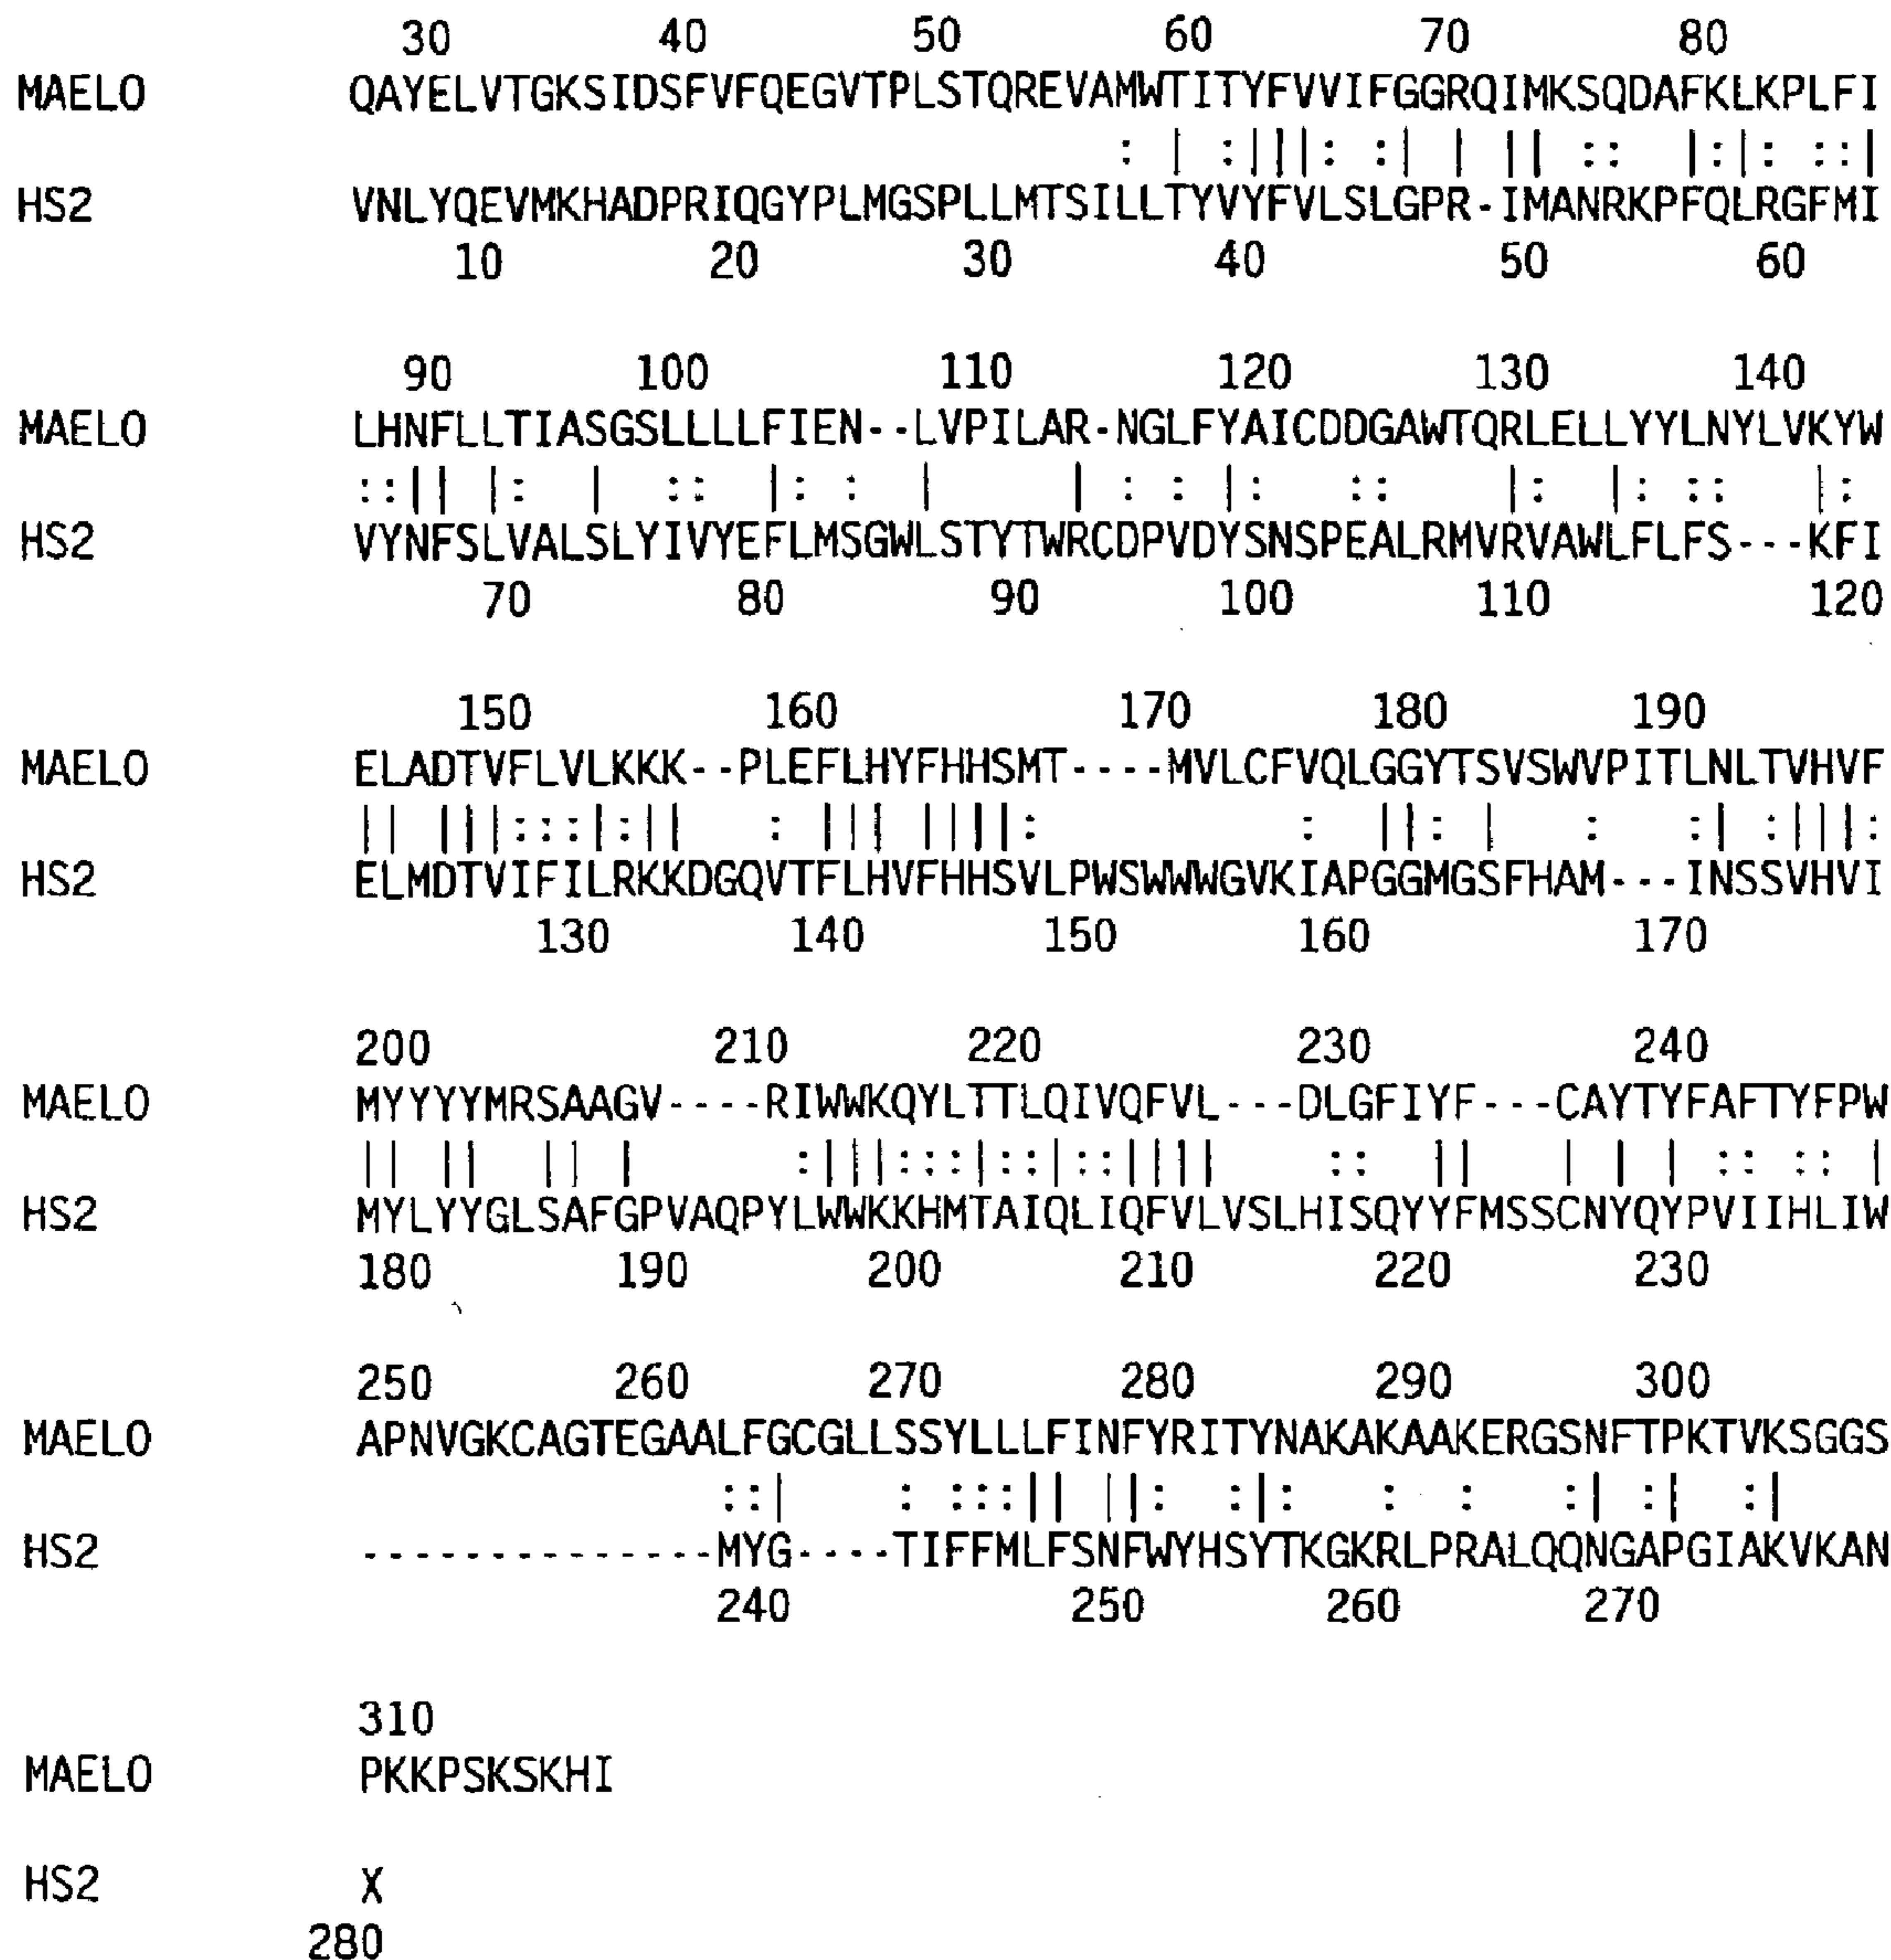 30 40 50 60 70 80
MAELO QAYELVTGKSIDSFVFQEGVTPLSTQREVAMWTITYFVVIFGGRQIMKSQDAFKLKPLFI
: | :|||: :| | || :: |:|: ::|
HS2 VNLYQEVMKHADPRIQGYPLMGSPLLMTSILLTYVYFVLSLGPR-IMANRKPFQLRGFMI
10 20 30 40 50 60
90 100 110 120 130 140
MAELO LHNFLLTIASGSLLLLFIEN--LVPILAR-NGLFYAICDDGAWTQRLELLYYLNYLVKYW
::|| |: | :: |: : | | : : |: :: |: |: :: |:
HS2 VYNFSLVALSLYIVYEFLMSGWLSTYTWRCDPVDYSNSPEALRMVRVAWLFLFS---KFI
70 80 90 100 110 120
150 160 170 180 190
MAELO ELADTVFLVLKKK--PLEFLHYFHHSMT----MVLCFVQLGGYTSVSWVPITLNLTVHVF
|| |||:::|:|| : ||| ||||: : ||: | : :| :|||:
HS2 ELMDTVIFILRKKDGQVTFLHVFHHSVLPWSWWWGVKIAPGGMGSFHAM---INSSVHVI
130 140 150 160 170
200 210 220 230 240
MAELO MYYYYMRSAAGV----RIWWKQYLTTLQIVQFVL---DLGFIYF---CAYTYFAFTYFPW
|| || || | :|||:::|::|::|||| :: || | | | :: :: |
HS2 MYLYYGLSAFGPVAQPYLWWKKHMTAIQLIQFVLVSLHISQYYFMSSCNYQYPVIIHLIW
180 190 200 210 220 230
250 260 270 280 290 300
MAELO APNVGKCAGTEGAALFGCGLLSSYLLLFINFYRITYNAKAKAAKERGSNFTPKTVKSGGS
::| : :::|| ||: :|: : : :| :| :|
HS2 --------------MYG----TIFFMLFSNFWYHSYTKGKRLPRALQQNGAPGIAKVKAN
240 250 260 270
310
MAELO PKKPSKSKHI
HS2 X
280